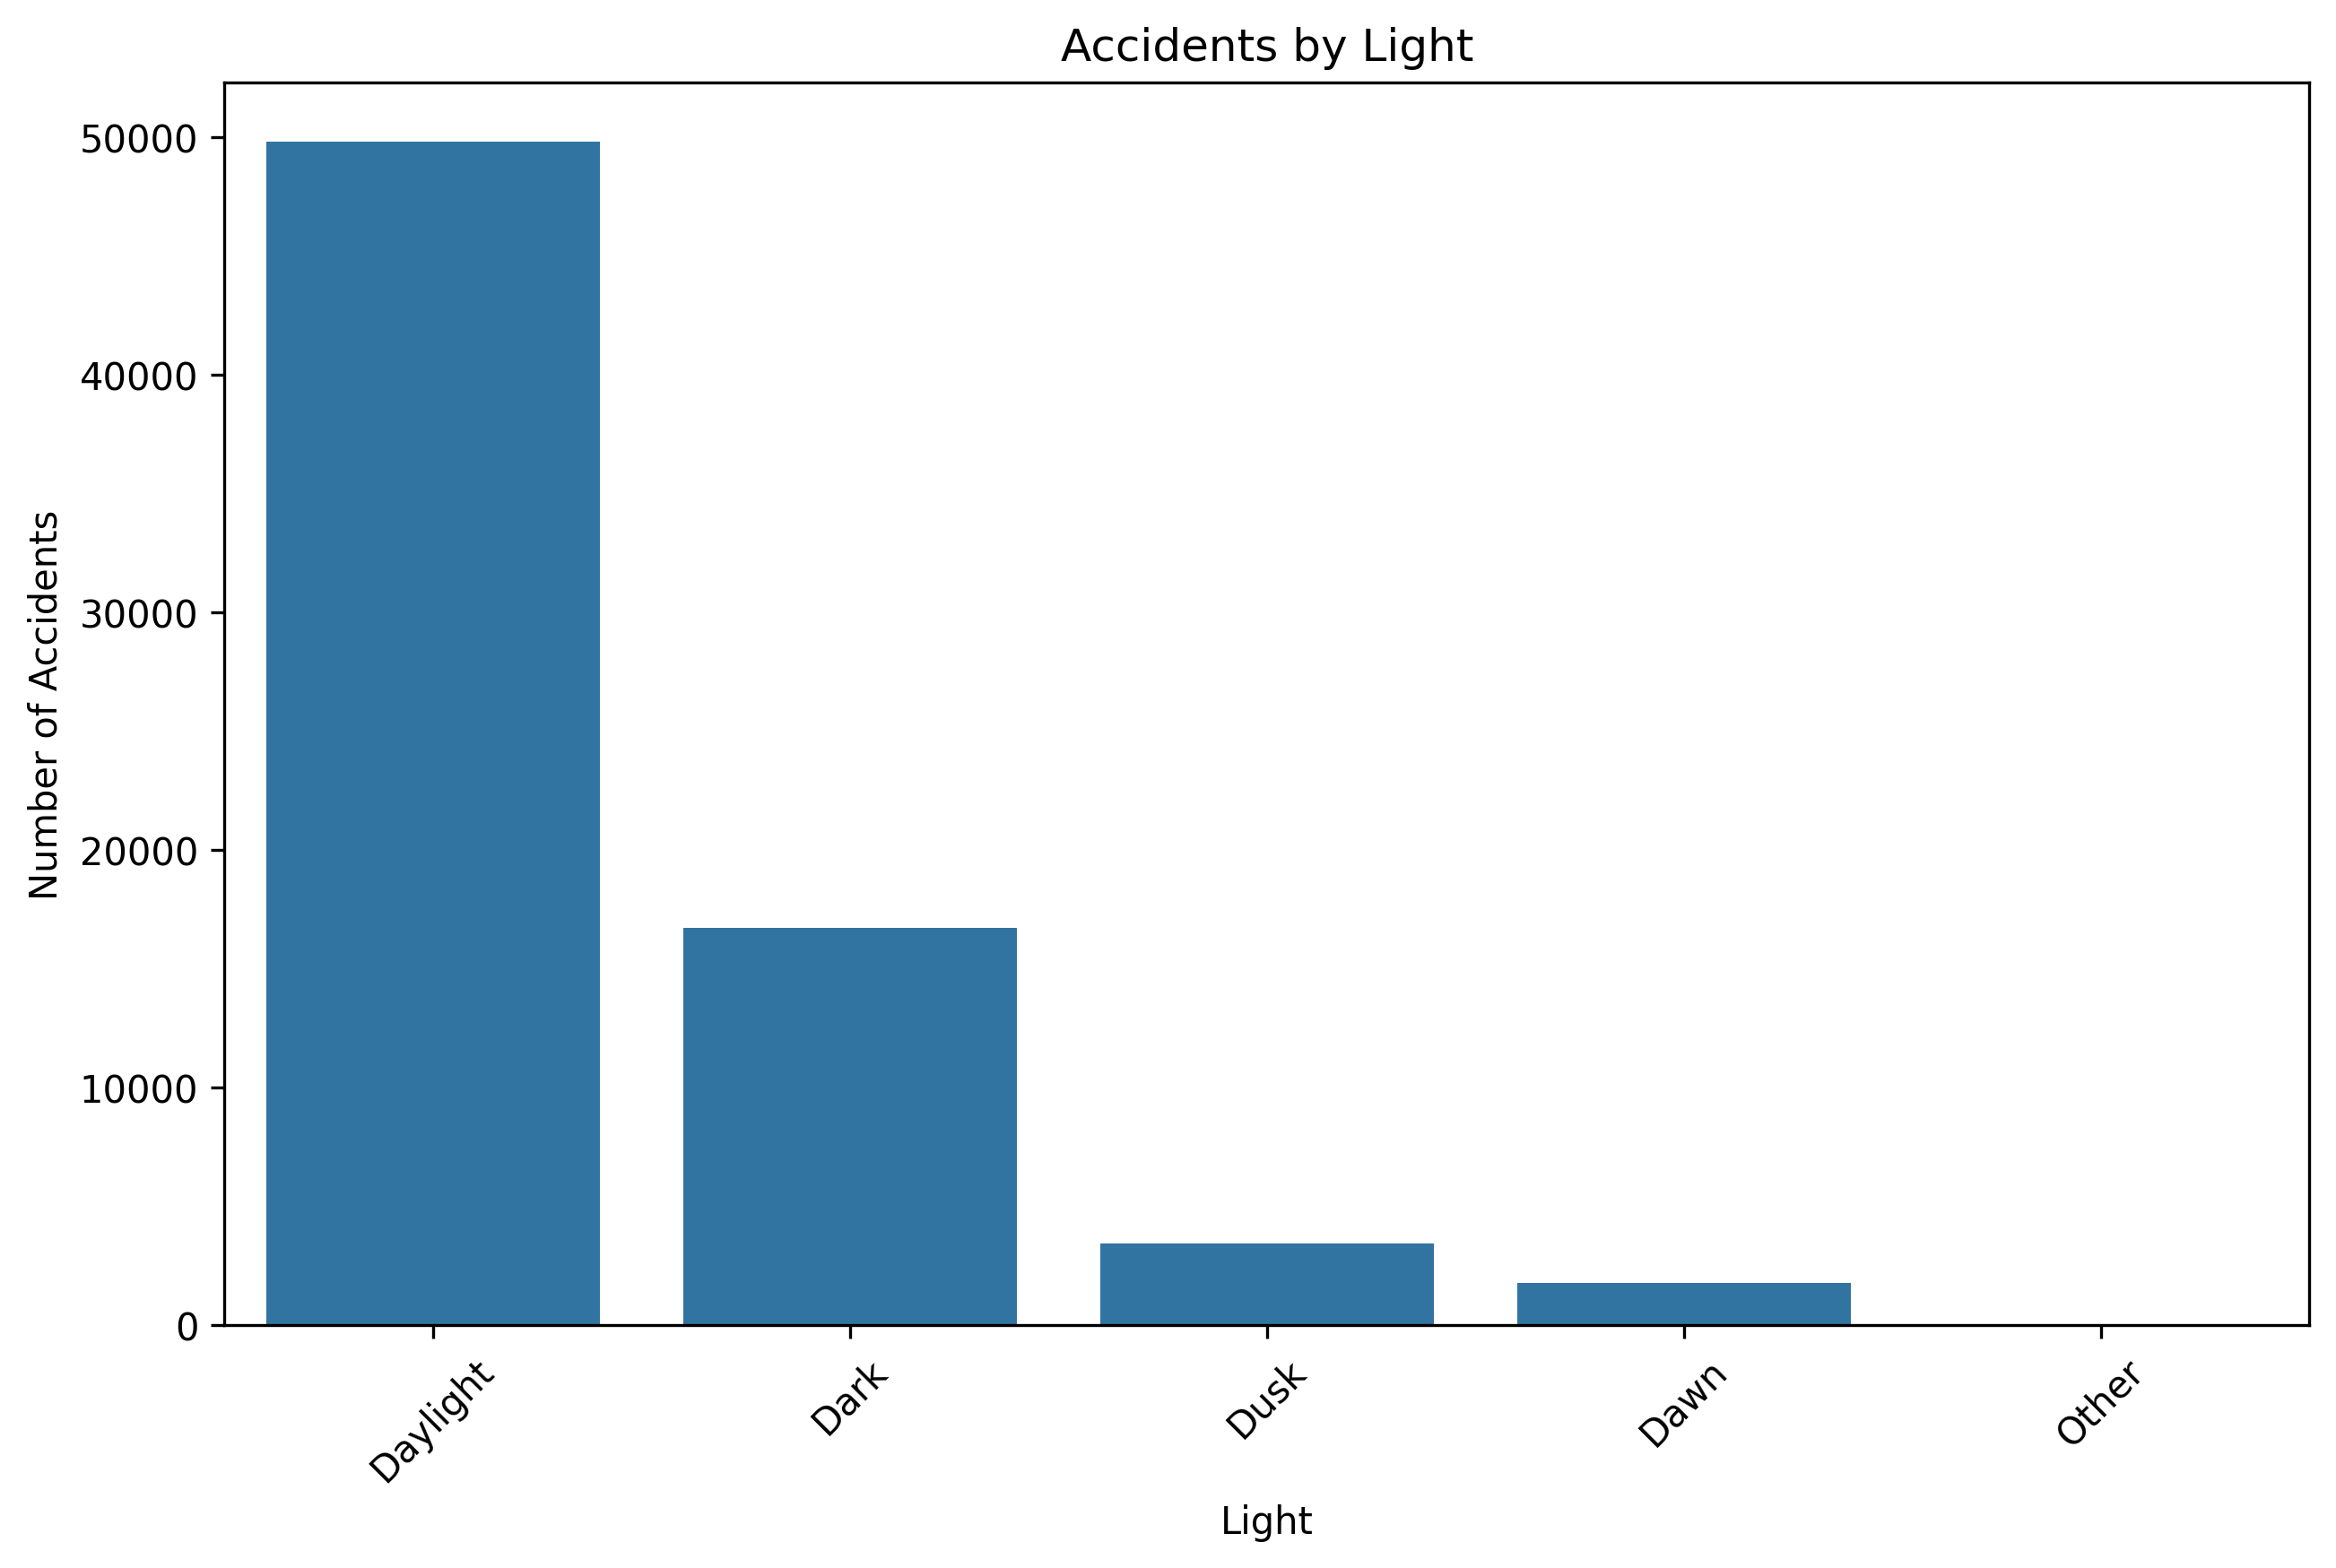 Accidents by Light
Number of Accidents
50000
40000
30000
20000
10000
0
Daylight
Dark
Dusk
Dawn
Other
Light